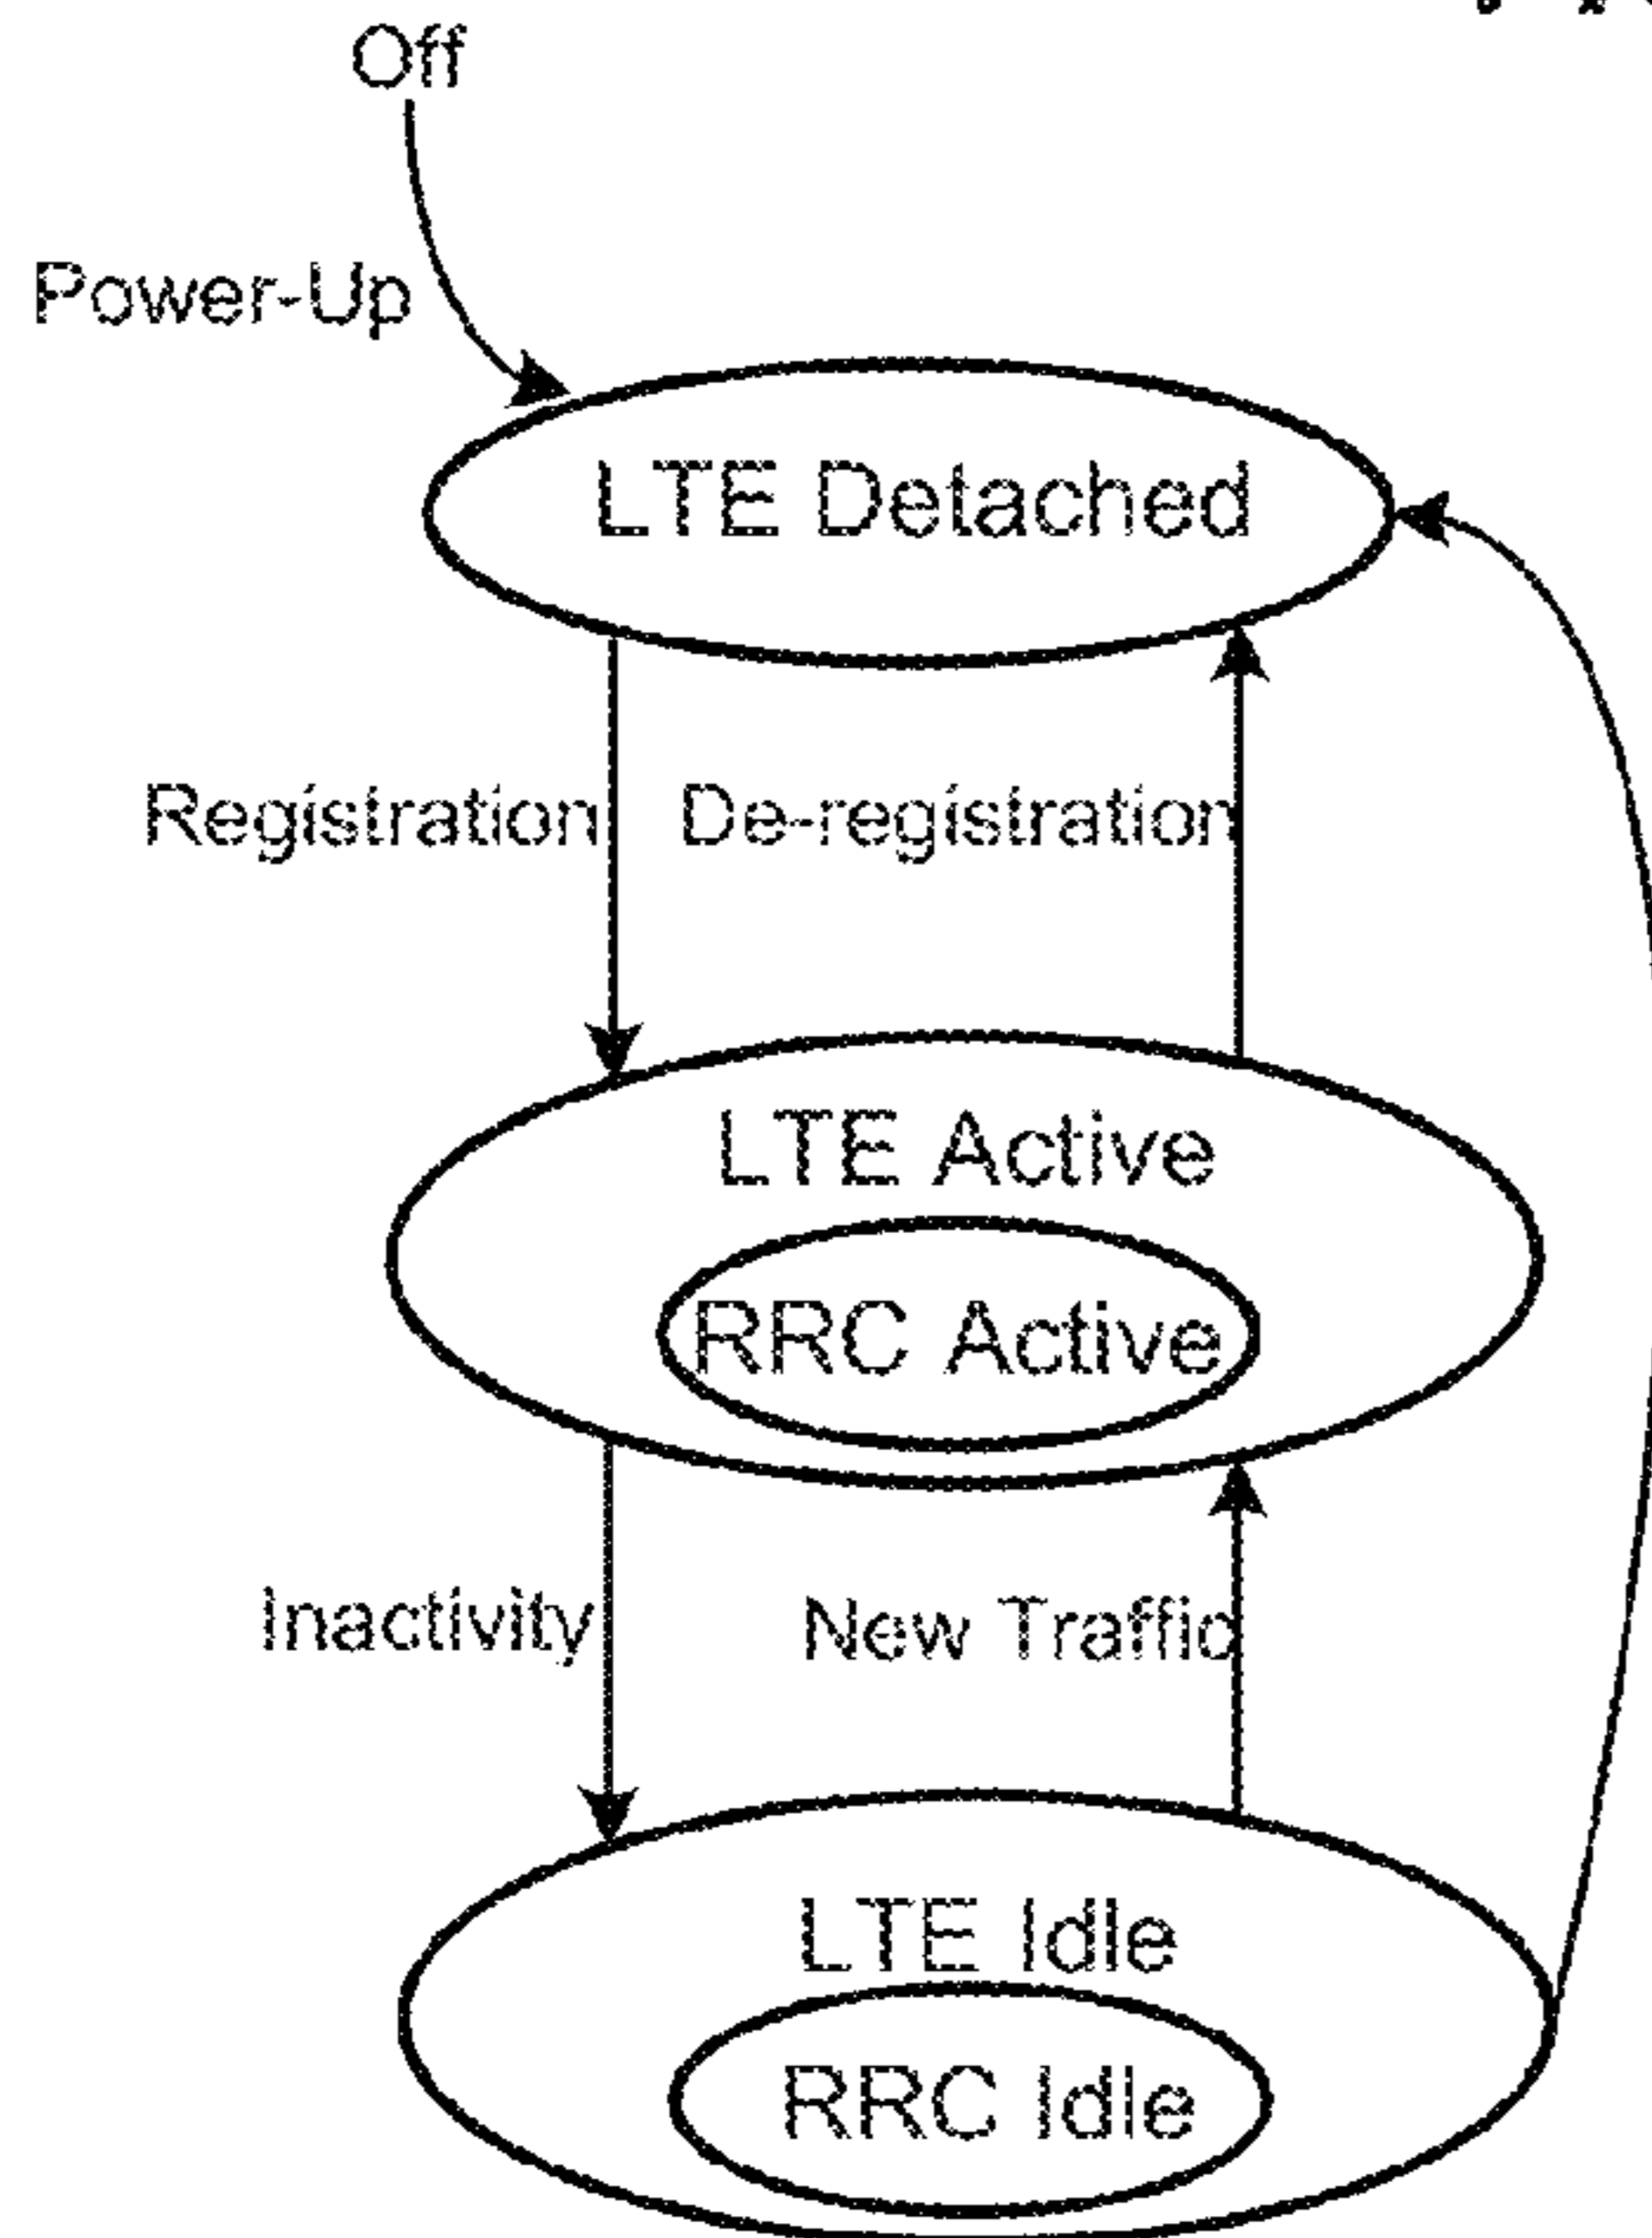 Off
Power-Up
LTE Detached
Registration De-registration
LTE Active
RRC Active
Inactivity New Traffic
LTE Idle
RRC Idle